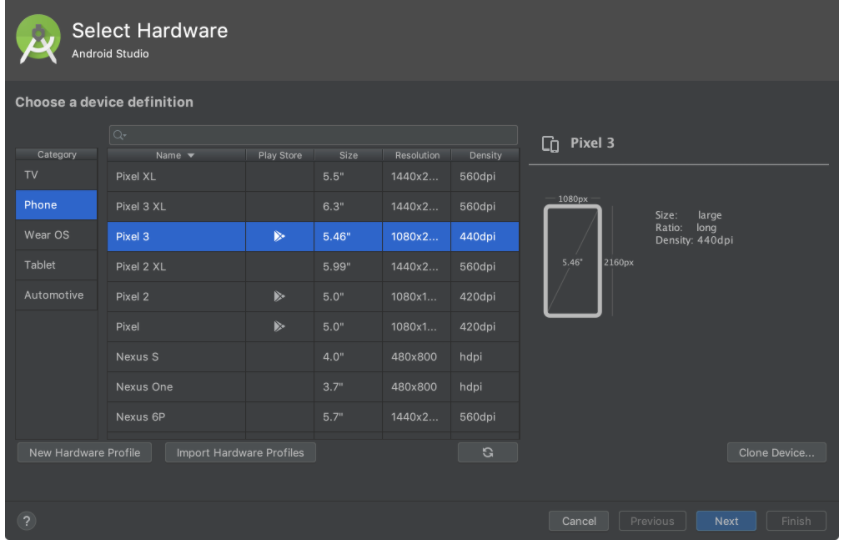 Select Hardware
Android Studio
Choose a device definition
Category
Name Play Store Size Resolution Density
TV
Phone
Wear OS
Tablet
Automotive
Pixel XL 5.5" 1440x2... 560dpi
Pixel 3 XL 6.3" 1440x2... 560dpi
Pixel 3 5.46" 1080x2... 440dpi
Pixel 2 XL 5.99" 1440x2... 560dpi
Pixel 2 5.0" 1080x1... 420dpi
Pixel 5.0" 1080x1... 420dpi
Nexus S 4.0" 480x800 hdpi
Nexus One 3.7" 480x800 hdpi
Nexus 6P 5.7" 1440x2... 560dpi
Pixel 3
1080px
5.46" 2160px
Size: large
Ratio: long
Density: 440dpi
New Hardware Profile Import Hardware Profiles Clone Device...
? Cancel Previous Next Finish